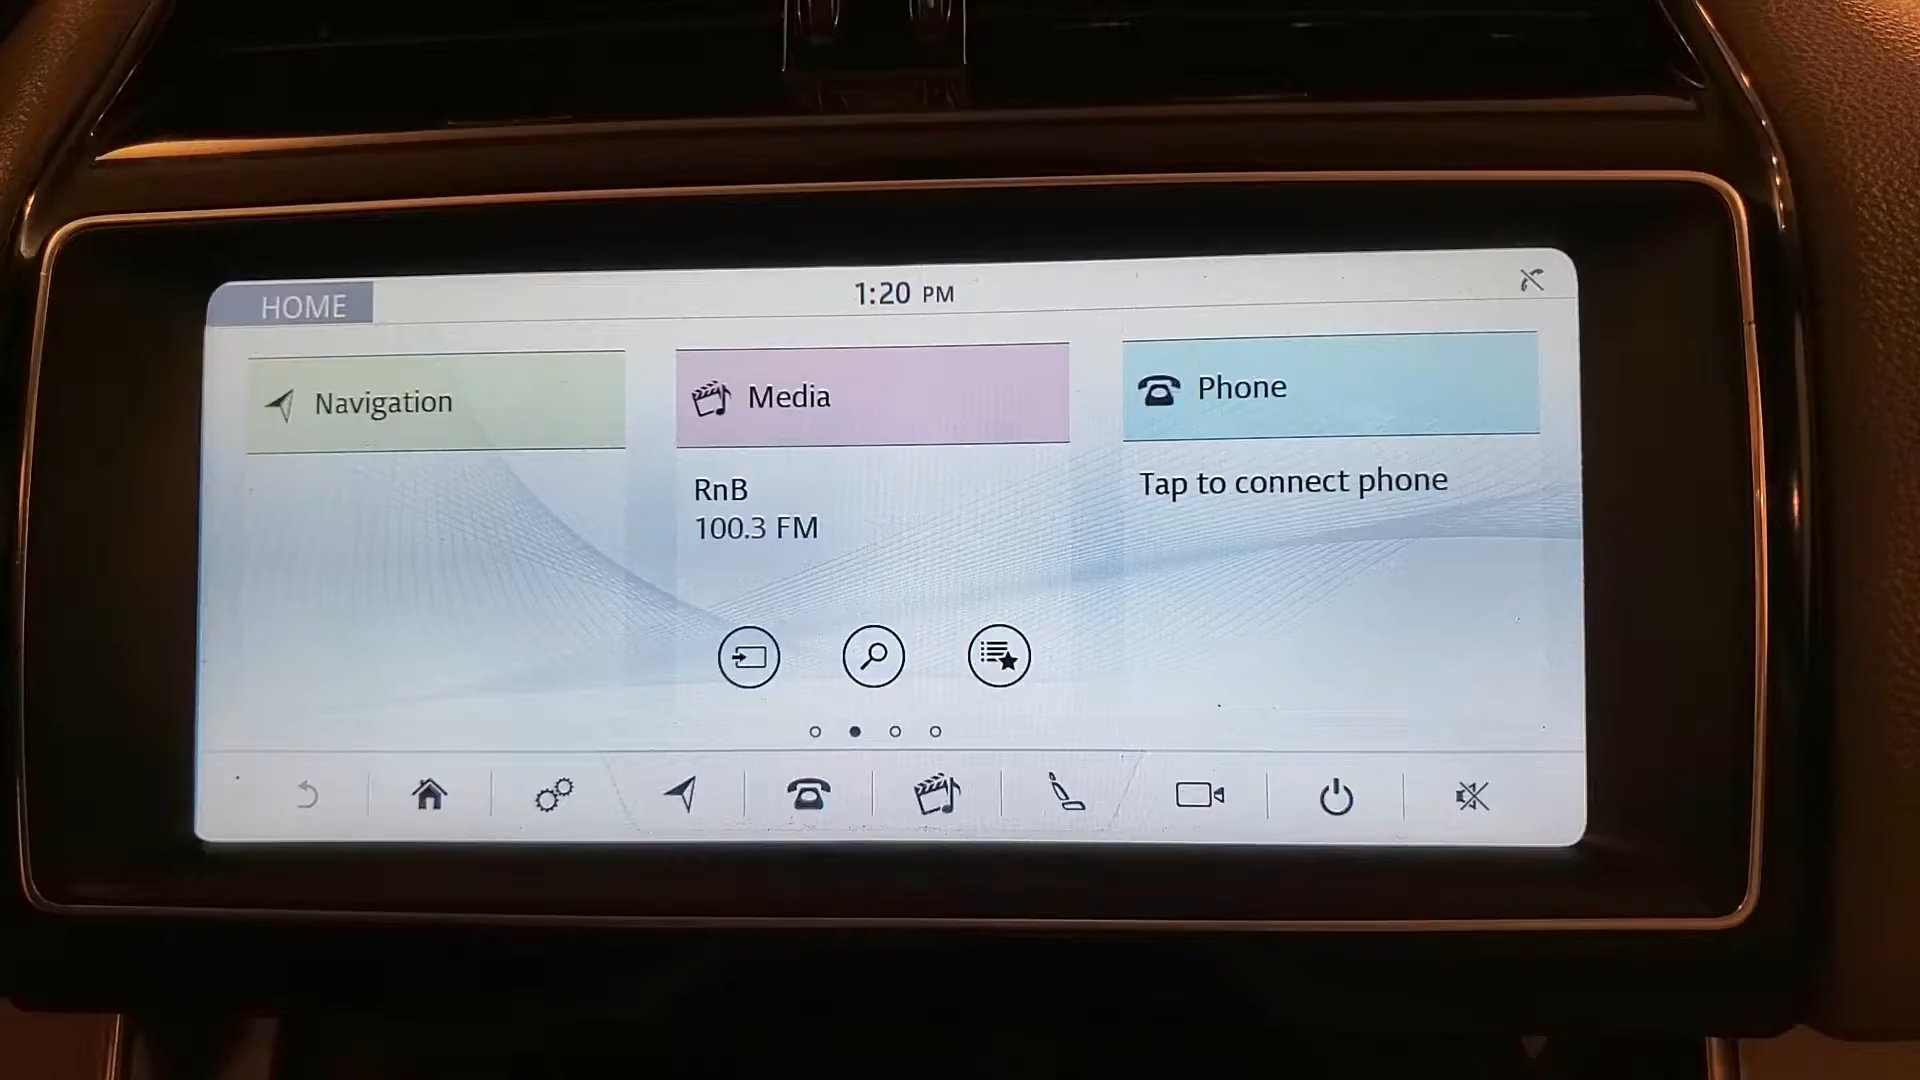 HOME
1:20 PM
Navigation
Media
Phone
RnB
100.3 FM
Tap to connect phone